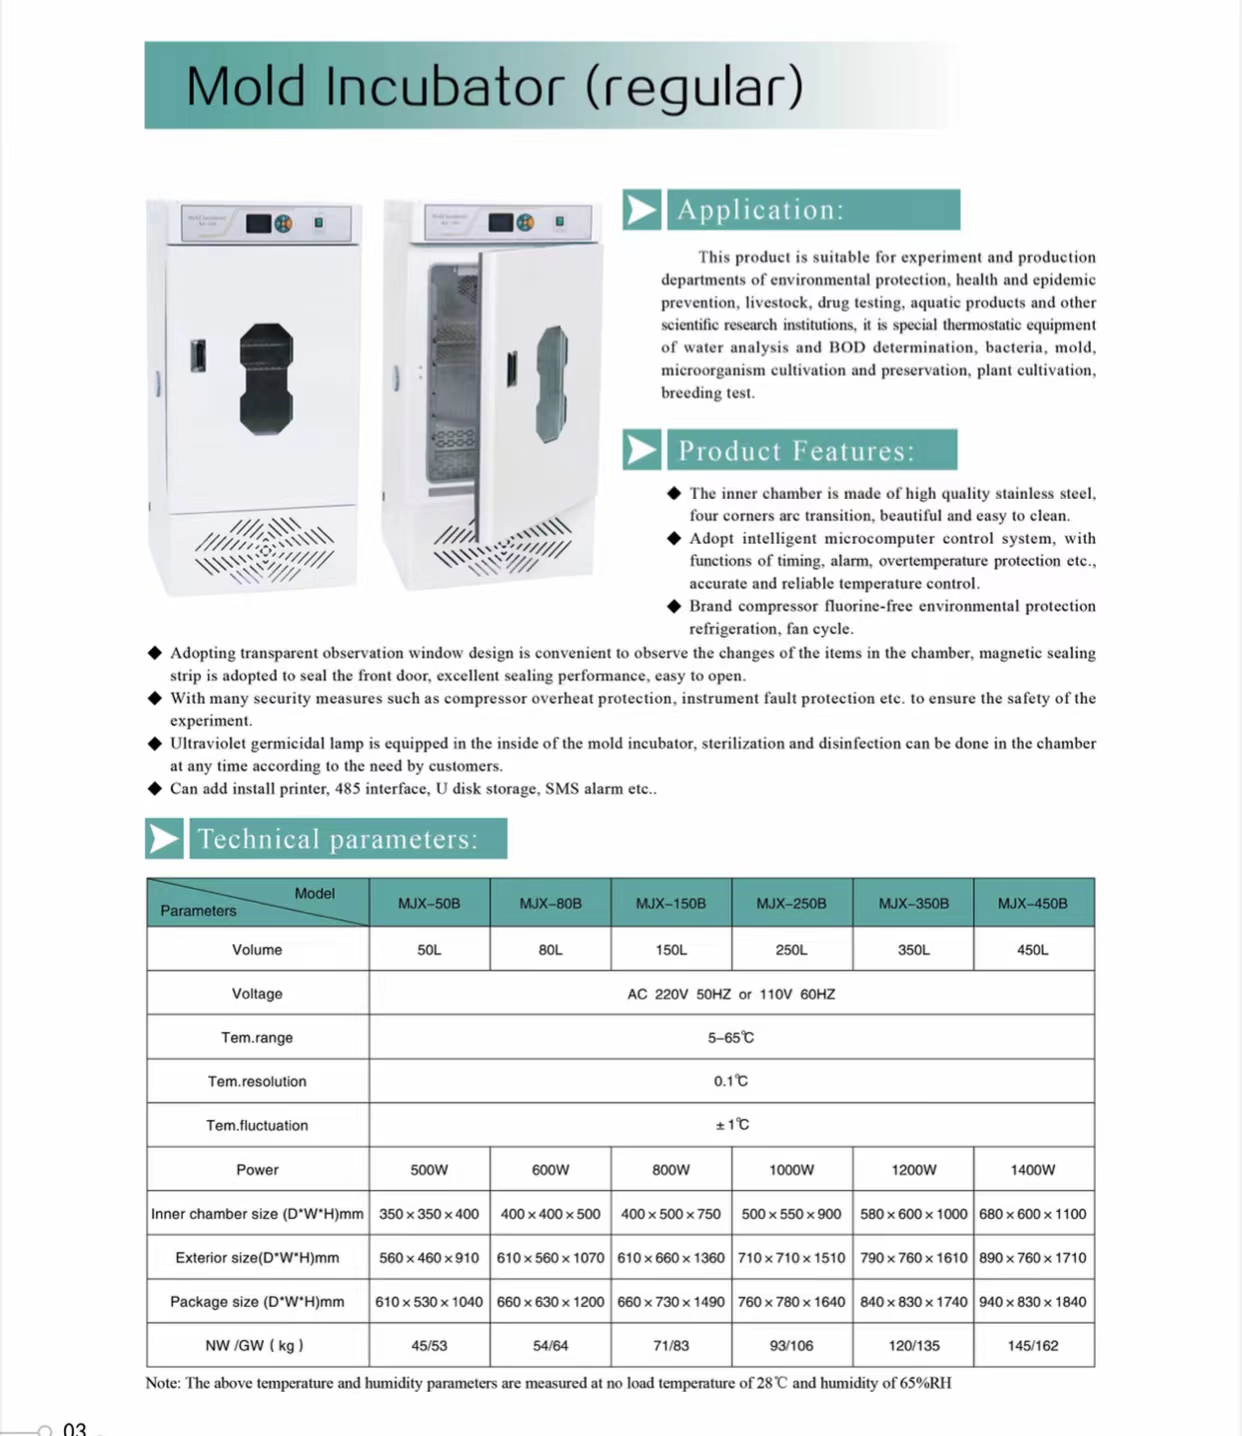 Mold Incubator (regular)
Application:
This product is suitable for experiment and production
departments of environmental protection, health and epidemic
prevention, livestock, drug testing, aquatic products and other
scientific research institutions, it is special thermostatic equipment
of water analysis and BOD determination, bacteria, mold,
microorganism cultivation and preservation, plant cultivation,
breeding test.
Product Features:
◆ The inner chamber is made of high quality stainless steel,
four corners arc transition, beautiful and easy to clean.
◆ Adopt intelligent microcomputer control system, with
functions of timing, alarm, overtemperature protection etc.,
accurate and reliable temperature control.
◆ Brand compressor fluorine-free environmental protection
refrigeration, fan cycle.
◆ Adopting transparent observation window design is convenient to observe the changes of the items in the chamber, magnetic sealing
strip is adopted to seal the front door, excellent sealing performance, easy to open.
◆ With many security measures such as compressor overheat protection, instrument fault protection etc. to ensure the safety of the
experiment.
◆ Ultraviolet germicidal lamp is equipped in the inside of the mold incubator, sterilization and disinfection can be done in the chamber
at any time according to the need by customers.
◆ Can add install printer, 485 interface, U disk storage, SMS alarm etc..
Technical parameters:
Model
Parameters MJX-50B MJX-80B MJX-150B MJX-250B MJX-350B MJX-450B
Volume 50L 80L 150L 250L 350L 450L
Voltage AC 220V 50HZ or 110V 60HZ
Tem.range 5-65℃
Tem.resolution 0.1℃
Tem.fluctuation ±1℃
Power 500W 600W 800W 1000W 1200W 1400W
Inner chamber size (D*W*H)mm 350×350×400 400×400×500 400×500×750 500×550×900 580×600×1000 680×600×1100
Exterior size(D*W*H)mm 560×460×910 610×560×1070 610×660×1360 710×710×1510 790×760×1610 890×760×1710
Package size (D*W*H)mm 610×530×1040 660×630×1200 660×730×1490 760×780×1640 840×830×1740 940×830×1840
NW /GW ( kg ) 45/53 54/64 71/83 93/106 120/135 145/162
Note: The above temperature and humidity parameters are measured at no load temperature of 28℃ and humidity of 65%RH
03